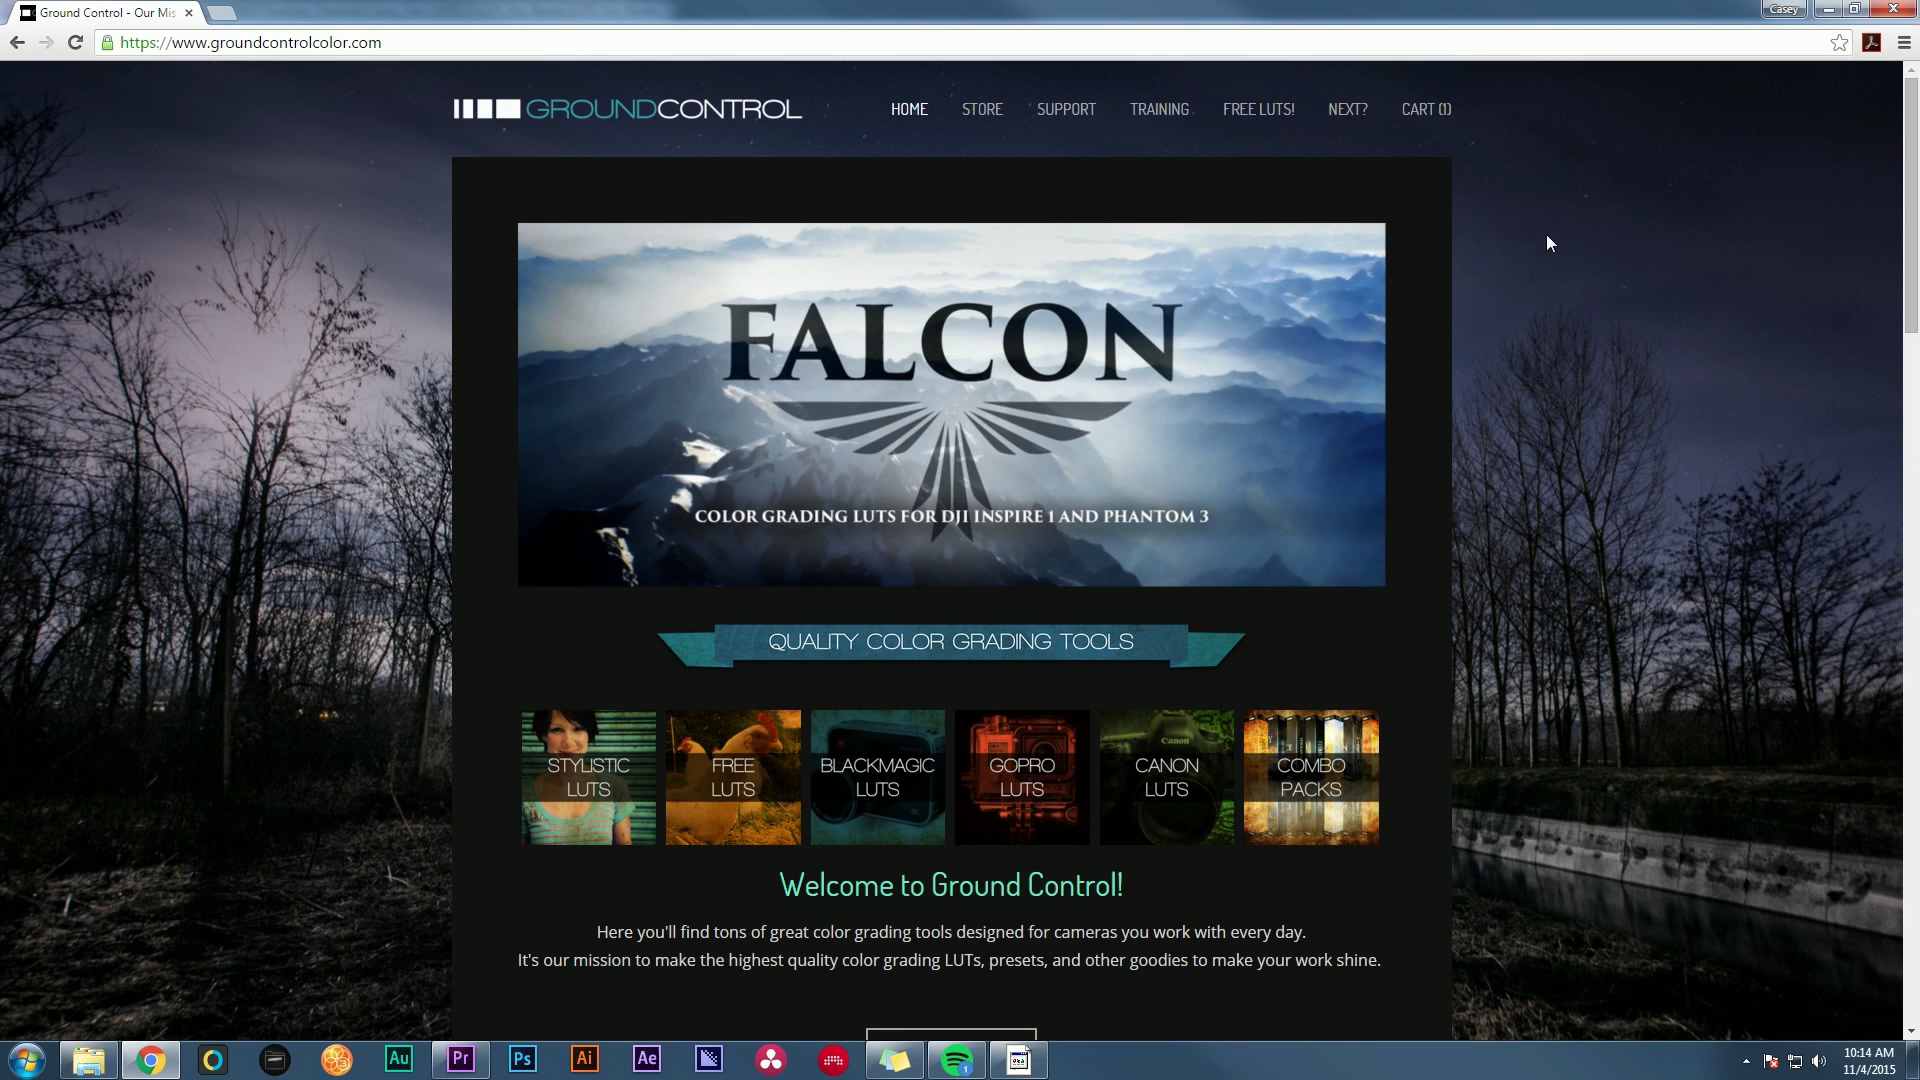 Ground Control - Our Mis
Casey
https://www.groundcontrolcolor.com
GROUNDCONTROL
HOME STORE SUPPORT TRAINING FREE LUTS! NEXT? CART (1)
FALCON
COLOR GRADING LUTS FOR DJI INSPIRE 1 AND PHANTOM 3
QUALITY COLOR GRADING TOOLS
STYLISTIC
LUTS
FREE
LUTS
BLACKMAGIC
LUTS
GOPRO
LUTS
Canon
CANON
LUTS
COMBO
PACKS
Welcome to Ground Control!
Here you'll find tons of great color grading tools designed for cameras you work with every day.
It's our mission to make the highest quality color grading LUTs, presets, and other goodies to make your work shine.
Au
Pr
Ps
Ai
Ae
1
10:14 AM
11/4/2015